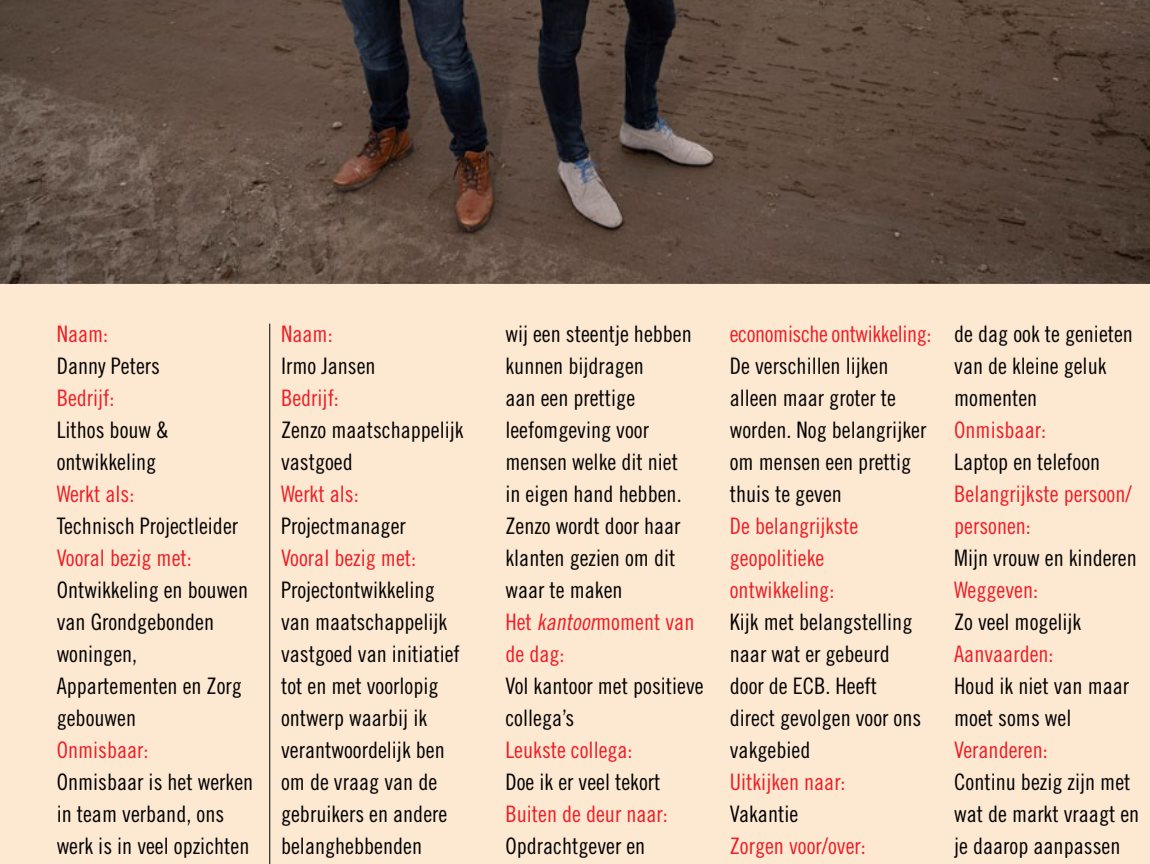 Naam:
Danny Peters
Bedrijf:
Lithos bouw &
ontwikkeling
Werkt als:
Technisch Projectleider
Vooral bezig met:
Ontwikkeling en bouwen
van Grondgebonden
woningen,
Appartementen en Zorg
gebouwen
Onmisbaar:
Onmisbaar is het werken
in team verband, ons
werk is in veel opzichten
Naam:
Irmo Jansen
Bedrijf:
Zenzo maatschappelijk
vastgoed
Werkt als:
Projectmanager
Vooral bezig met:
Projectontwikkeling
van maatschappelijk
vastgoed van initiatief
tot en met voorlopig
ontwerp waarbij ik
verantwoordelijk ben
om de vraag van de
gebruikers en andere
belanghebbenden
wij een steentje hebben
kunnen bijdragen
aan een prettige
leefomgeving voor
mensen welke dit niet
in eigen hand hebben.
Zenzo wordt door haar
klanten gezien om dit
waar te maken
Het kantoormoment van
de dag:
Vol kantoor met positieve
collega's
Leukste collega:
Doe ik er veel tekort
Buiten de deur naar:
Opdrachtgever en
economische ontwikkeling:
De verschillen lijken
alleen maar groter te
worden. Nog belangrijker
om mensen een prettig
thuis te geven
De belangrijkste
geopolitieke
ontwikkeling:
Kijk met belangstelling
naar wat er gebeurd
door de ECB. Heeft
direct gevolgen voor ons
vakgebied
Uitkijken naar:
Vakantie
Zorgen voor/over:
de dag ook te genieten
van de kleine geluk
momenten
Onmisbaar:
Laptop en telefoon
Belangrijkste persoon/
personen:
Mijn vrouw en kinderen
Weggeven:
Zo veel mogelijk
Aanvaarden:
Houd ik niet van maar
moet soms wel
Veranderen:
Continu bezig zijn met
wat de markt vraagt en
je daarop aanpassen